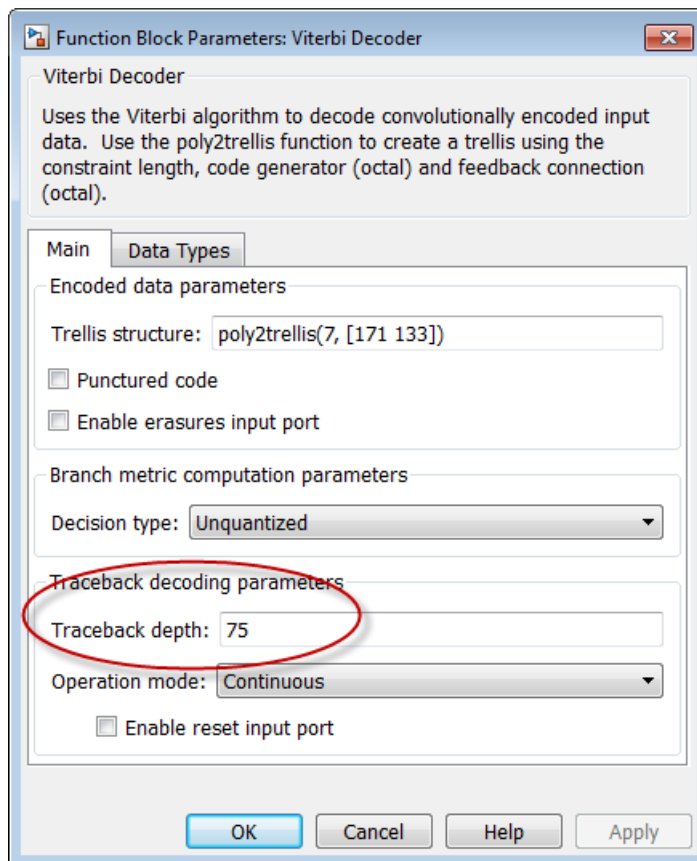 Function Block Parameters: Viterbi Decoder
Viterbi Decoder
Uses the Viterbi algorithm to decode convolutionally encoded input
data. Use the poly2trellis function to create a trellis using the
constraint length, code generator (octal) and feedback connection
(octal).
Main Data Types
Encoded data parameters
Trellis structure: poly2trellis(7, [171 133])
Punctured code
Enable erasures input port
Branch metric computation parameters
Decision type: Unquantized
Traceback decoding parameters
Traceback depth: 75
Operation mode: Continuous
Enable reset input port
OK Cancel Help Apply